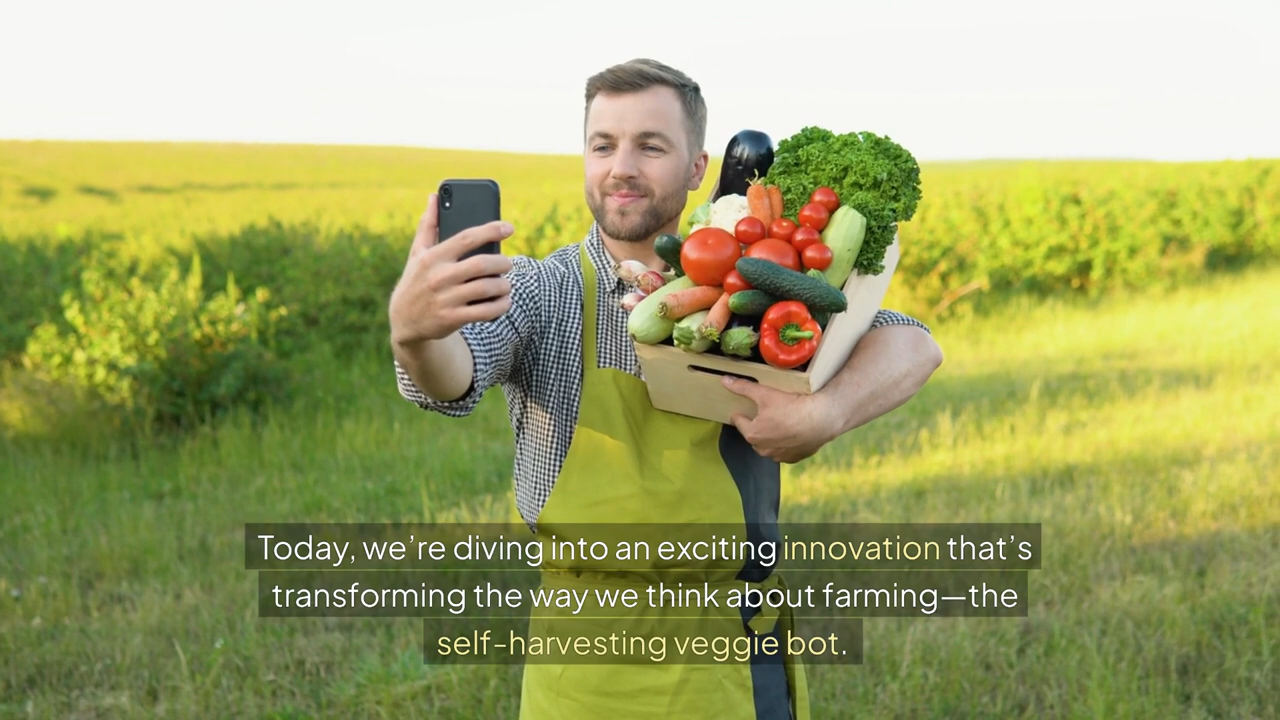 Today, we’re diving into an exciting innovation that’s
transforming the way we think about farming—the
self-harvesting veggie bot.